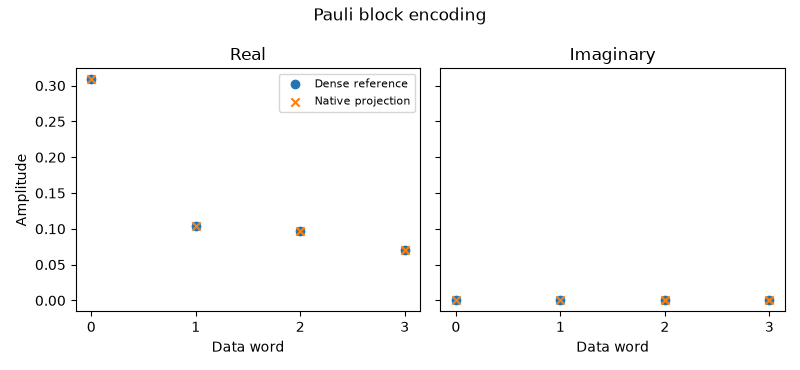 Pauli block encoding
Real
Imaginary
Dense reference
Native projection
Amplitude
0.30
0.25
0.20
0.15
0.10
0.05
0.00
0 1 2 3
0 1 2 3
Data word
Data word